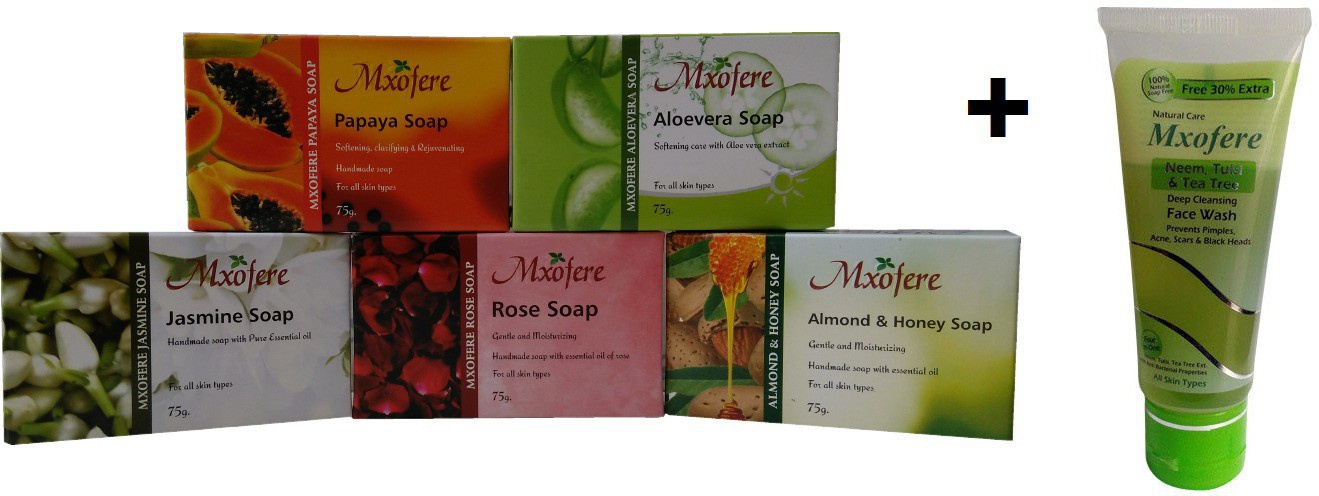 MXOFERE PAPAYA SOAP
Mxofere
Papaya Soap
Softening, clarifying & Rejuvenating
Handmade soap
For all skin types
75g.
MXOFERE ALOEVERA SOAP
Mxofere
Aloevera Soap
Softening care with Aloe vera extract
For all skin types
75g.
+
100%
Natural
Soap Free
Free 30% Extra
Natural Care
Mxofere
Neem, Tulsi
& Tea Tree
Deep Cleansing
Face Wash
Prevents Pimples,
Acne, Scars & Black Heads
Tulsi, Tea Tree Ext.
Bacterial Properties
All Skin Types
MXOFERE JASMINE SOAP
Mxofere
Jasmine Soap
Handmade soap with Pure Essential oil
For all skin types
75g.
MXOFERE ROSE SOAP
Mxofere
Rose Soap
Gentle and Moisturizing
Handmade soap with essential oil of rose
For all skin types
75g.
ALMOND & HONEY SOAP
Mxofere
Almond & Honey Soap
Gentle and Moisturizing
Handmade soap with essential oil
For all skin types
75g.